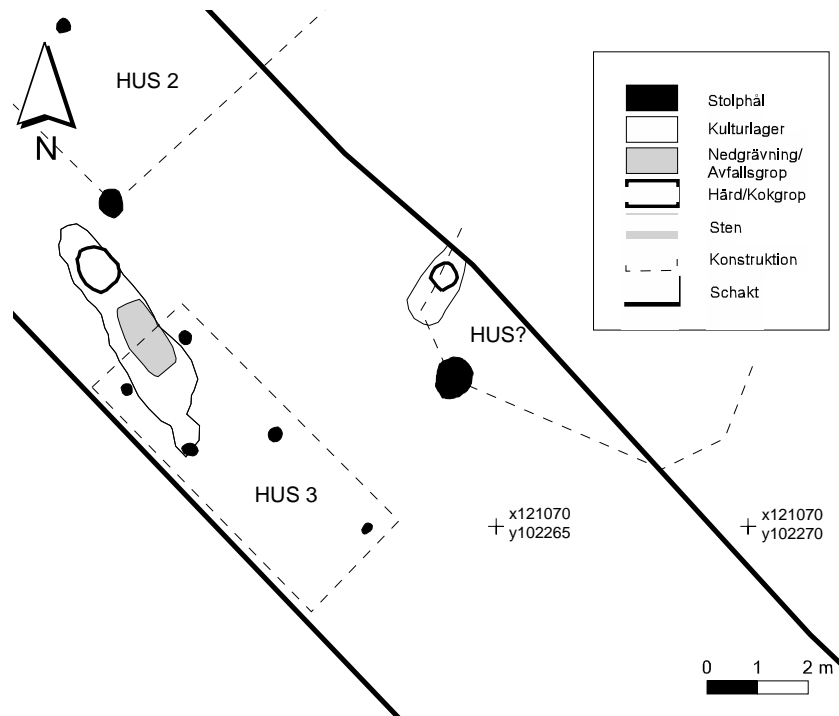 HUS 2
N
Stolphål
Kulturlager
Nedgrävning/
Avfallsgrop
Härd/Kokgrop
Sten
Konstruktion
Schakt
HUS?
HUS 3
x121070
y102265
x121070
y102270
0 1 2 m